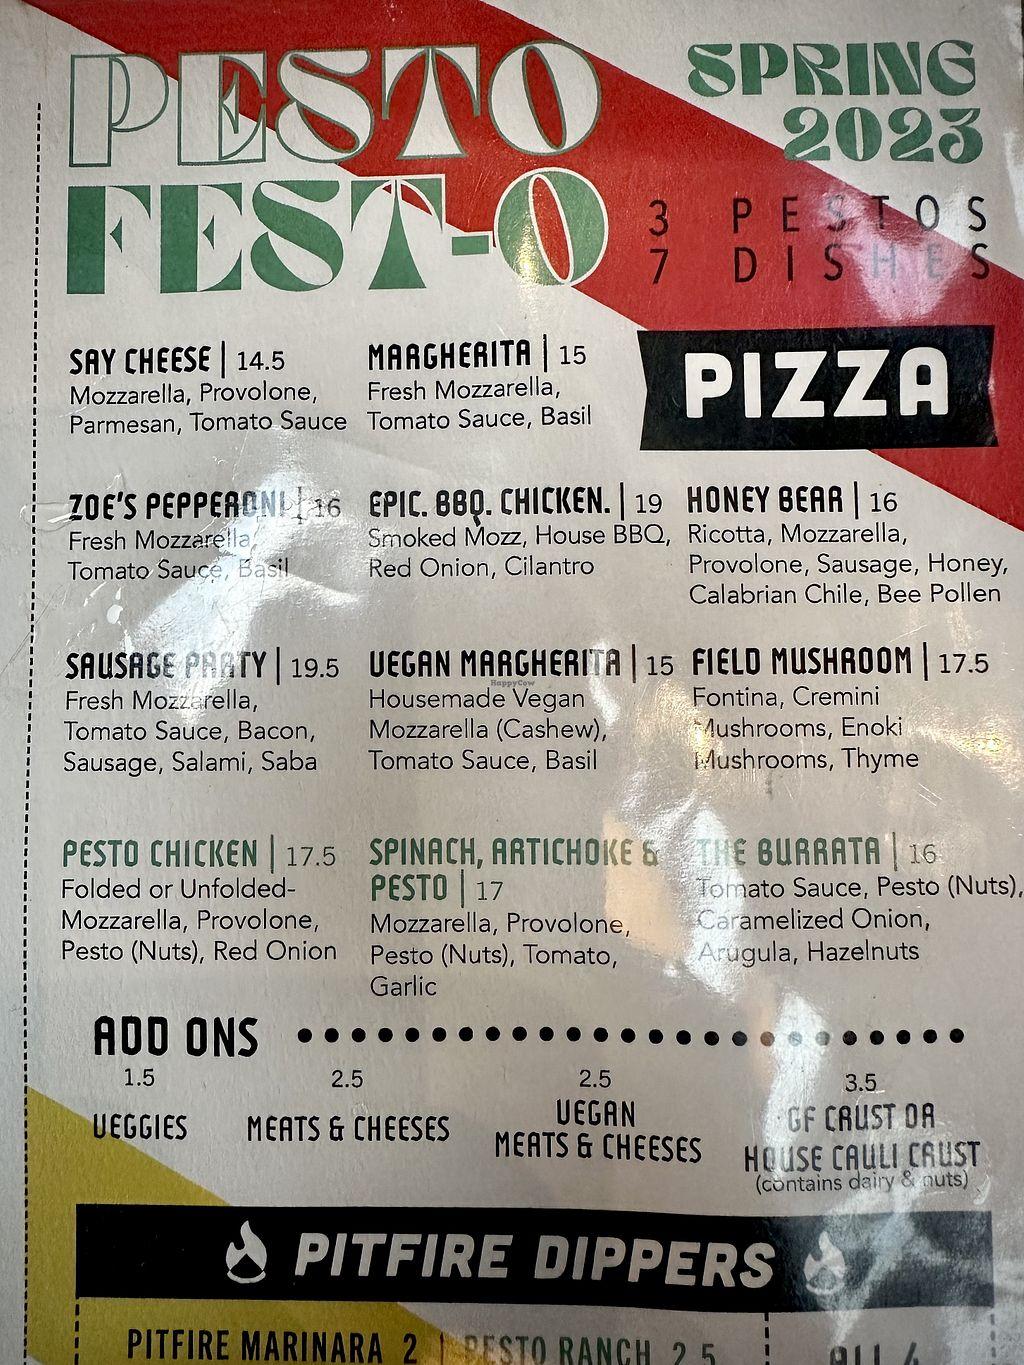 PESTO
FEST-O
SPRING
2023
3 PESTOS
7 DISHES
PIZZA
SAY CHEESE | 14.5
Mozzarella, Provolone,
Parmesan, Tomato Sauce
MARGHERITA | 15
Fresh Mozzarella,
Tomato Sauce, Basil
ZOE'S PEPPERONI | 16
Fresh Mozzarella,
Tomato Sauce, Basil
EPIC. BBQ. CHICKEN. | 19
Smoked Mozz, House BBQ,
Red Onion, Cilantro
HONEY BEAR | 16
Ricotta, Mozzarella,
Provolone, Sausage, Honey,
Calabrian Chile, Bee Pollen
SAUSAGE PARTY | 19.5
Fresh Mozzarella,
Tomato Sauce, Bacon,
Sausage, Salami, Saba
VEGAN MARGHERITA | 15
HappyCow
Housemade Vegan
Mozzarella (Cashew),
Tomato Sauce, Basil
FIELD MUSHROOM | 17.5
Fontina, Cremini
Mushrooms, Enoki
Mushrooms, Thyme
PESTO CHICKEN | 17.5
Folded or Unfolded-
Mozzarella, Provolone,
Pesto (Nuts), Red Onion
SPINACH, ARTICHOKE &
PESTO | 17
Mozzarella, Provolone,
Pesto (Nuts), Tomato,
Garlic
THE BURRATA | 16
Tomato Sauce, Pesto (Nuts),
Caramelized Onion,
Arugula, Hazelnuts
ADD ONS
1.5
VEGGIES
2.5
MEATS & CHEESES
2.5
VEGAN
MEATS & CHEESES
3.5
GF CRUST OR
HOUSE CAULI CRUST
(contains dairy & nuts)
PITFIRE DIPPERS
PITFIRE MARINARA 2 | PESTO RANCH 2.5
ALL 4